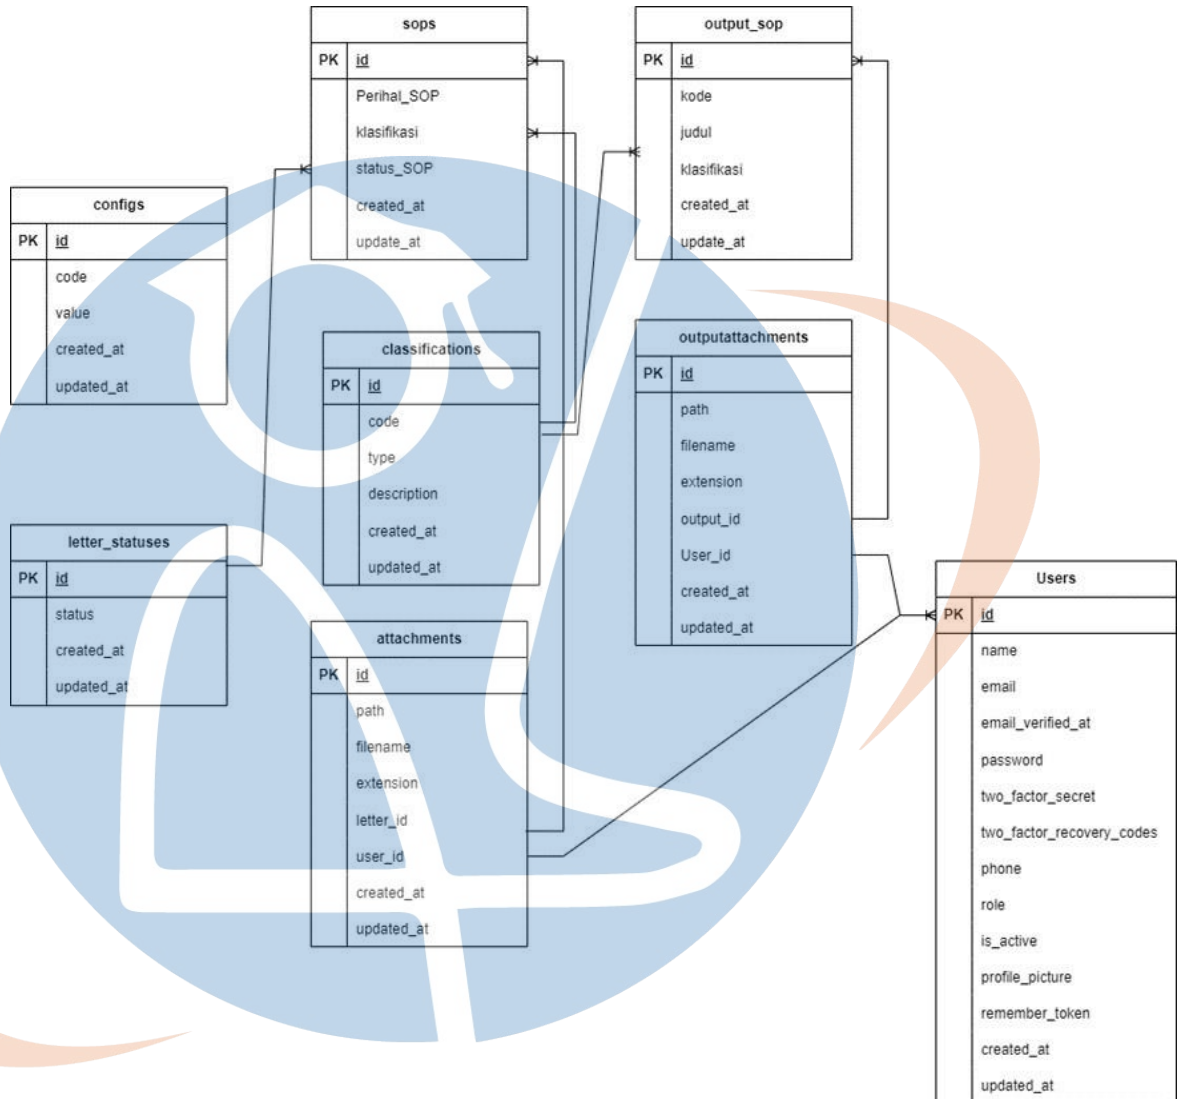 sops
PK id
Perihal_SOP
klasifikasi
status_SOP
created_at
update_at
output_sop
PK id
kode
judul
klasifikasi
created_at
update_at
configs
PK id
code
value
created_at
updated_at
classifications
PK id
code
type
description
created_at
updated_at
outputattachments
PK id
path
filename
extension
output_id
User_id
created_at
updated_at
letter_statuses
PK id
status
created_at
updated_at
attachments
PK id
path
filename
extension
letter_id
user_id
created_at
updated_at
Users
PK id
name
email
email_verified_at
password
two_factor_secret
two_factor_recovery_codes
phone
role
is_active
profile_picture
remember_token
created_at
updated_at